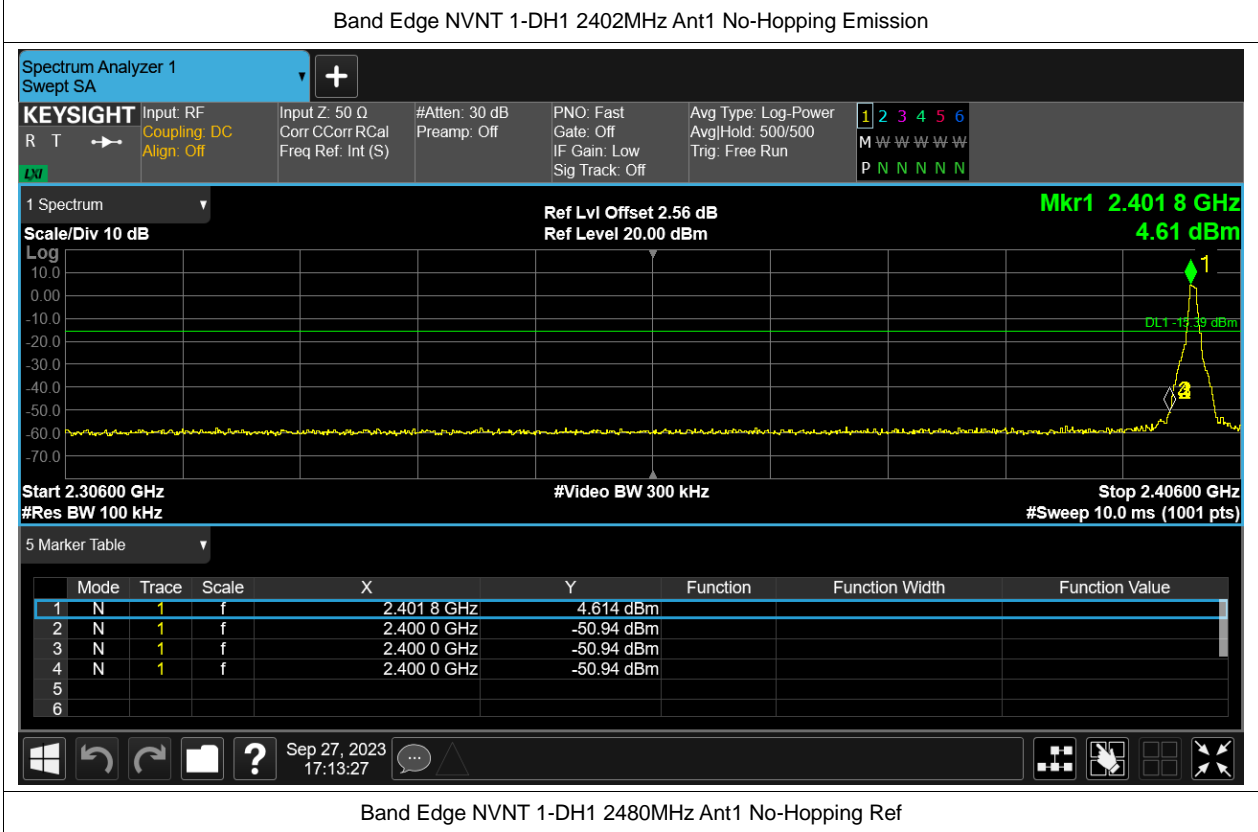 Band Edge NVNT 1-DH1 2402MHz Ant1 No-Hopping Emission
Spectrum Analyzer 1
Swept SA
KEYSIGHT
R T
LXI
Input: RF
Coupling: DC
Align: Off
Input Z: 50 Ω
Corr CCorr RCal
Freq Ref: Int (S)
#Atten: 30 dB
Preamp: Off
PNO: Fast
Gate: Off
IF Gain: Low
Sig Track: Off
Avg Type: Log-Power
Avg|Hold: 500/500
Trig: Free Run
1 2 3 4 5 6
M W W W W W
P N N N N N
1 Spectrum
Scale/Div 10 dB
Ref Lvl Offset 2.56 dB
Ref Level 20.00 dBm
Mkr1 2.401 8 GHz
4.61 dBm
Log
10.0
0.00
-10.0
-20.0
-30.0
-40.0
-50.0
-60.0
-70.0
1
DL1 -15.39 dBm
Start 2.30600 GHz
#Video BW 300 kHz
Stop 2.40600 GHz
#Res BW 100 kHz
#Sweep 10.0 ms (1001 pts)
5 Marker Table
Mode Trace Scale X Y Function Function Width Function Value
1 N 1 f 2.401 8 GHz 4.614 dBm
2 N 1 f 2.400 0 GHz -50.94 dBm
3 N 1 f 2.400 0 GHz -50.94 dBm
4 N 1 f 2.400 0 GHz -50.94 dBm
5
6
?
Sep 27, 2023
17:13:27
Band Edge NVNT 1-DH1 2480MHz Ant1 No-Hopping Ref